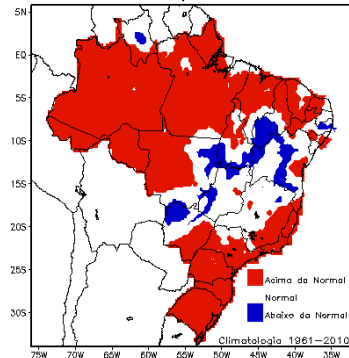 5N
EQ
5S
10S
15S
20S
25S
30S
Acima da Normal
Normal
Abaixo da Normal
Climatologia 1961–2010
75W 70W 65W 60W 55W 50W 45W 40W 35W